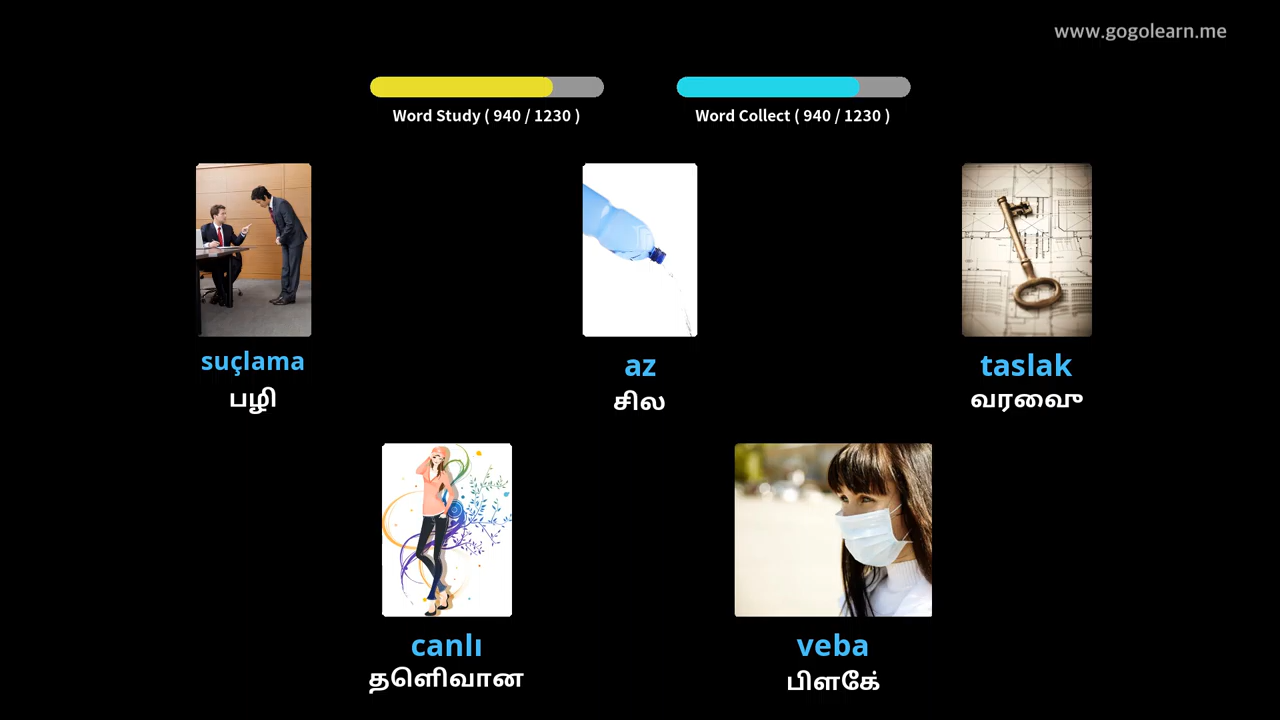 www.gogolearn.me
Word Study ( 940 / 1230 )
Word Collect ( 940 / 1230 )
suçlama
பழி
az
சில
taslak
வரைவு
canlı
தெளிவான
veba
பிளேக்